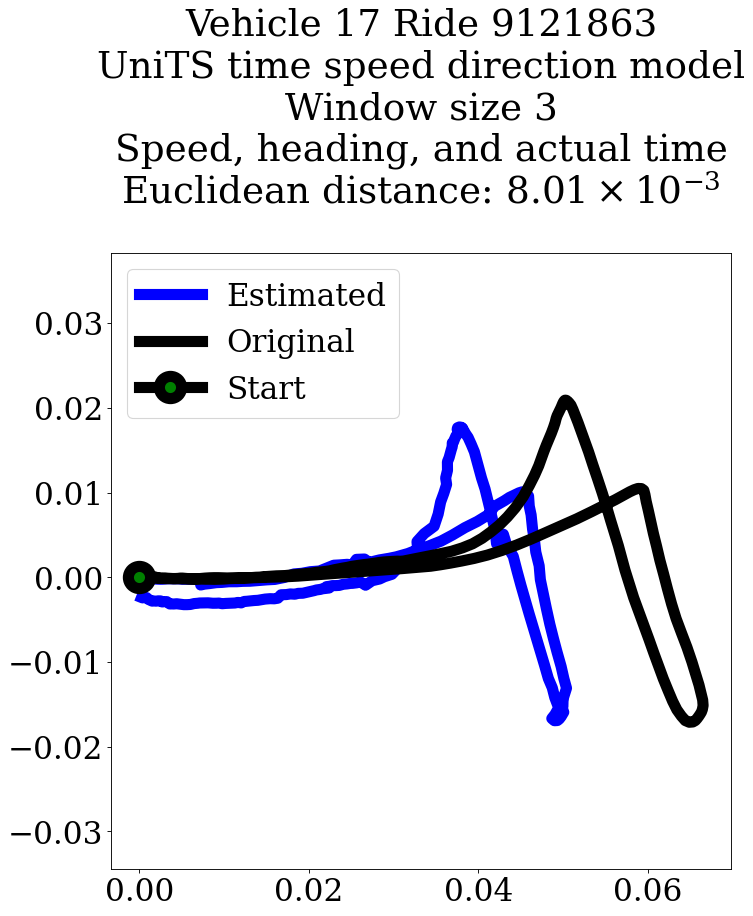 Vehicle 17 Ride 9121863
UniTS time speed direction model
Window size 3
Speed, heading, and actual time
Euclidean distance: 8.01 × 10⁻³
Estimated
Original
Start
0.03
0.02
0.01
0.00
−0.01
−0.02
−0.03
0.00 0.02 0.04 0.06